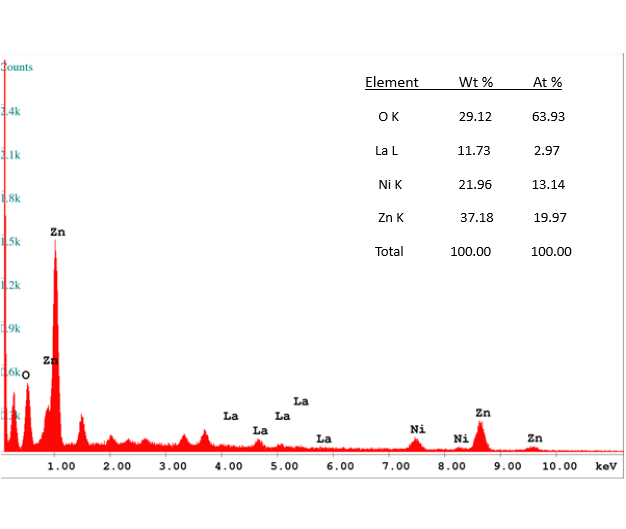 Counts
Element Wt % At %
2.4k
O K 29.12 63.93
2.1k
La L 11.73 2.97
1.8k
Ni K 21.96 13.14
Zn K 37.18 19.97
Zn
1.5k
Total 100.00 100.00
1.2k
0.9k
Zn
0.6k
O
La
La La
0.3k
La La
Ni Ni Zn Zn
1.00 2.00 3.00 4.00 5.00 6.00 7.00 8.00 9.00 10.00 keV